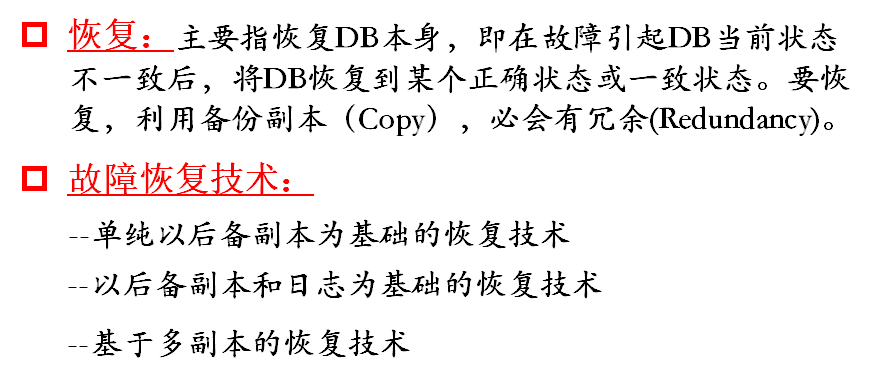 恢复：主要指恢复DB本身，即在故障引起DB当前状态
不一致后，将DB恢复到某个正确状态或一致状态。要恢
复，利用备份副本（Copy），必会有冗余(Redundancy)。
故障恢复技术：
--单纯以后备副本为基础的恢复技术
--以后备副本和日志为基础的恢复技术
--基于多副本的恢复技术